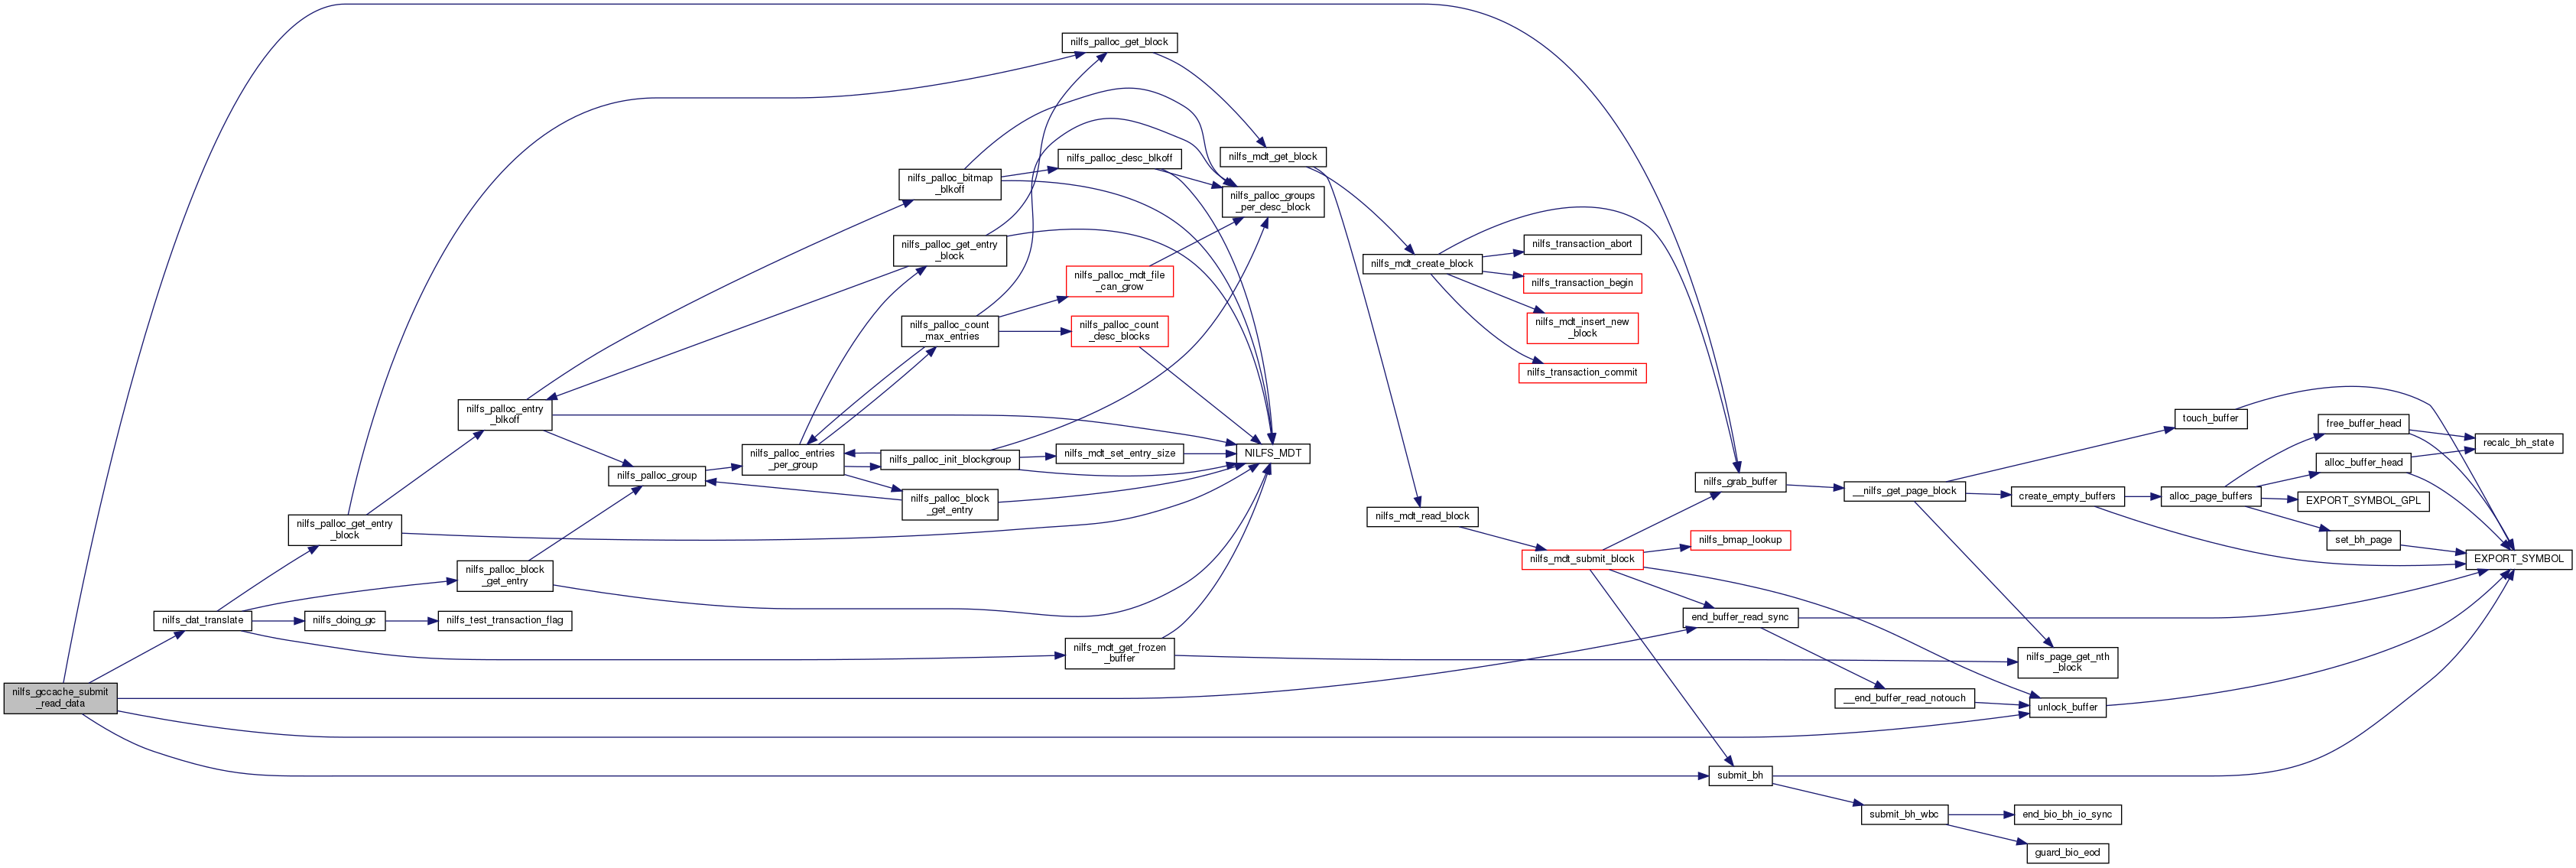 nilfs_gccache_submit
_read_data
nilfs_dat_translate
nilfs_palloc_get_entry
_block
nilfs_palloc_block
_get_entry
nilfs_doing_gc
nilfs_test_transaction_flag
nilfs_palloc_entry
_blkoff
nilfs_palloc_group
nilfs_palloc_entries
_per_group
nilfs_palloc_bitmap
_blkoff
nilfs_palloc_get_entry
_block
nilfs_palloc_count
_max_entries
nilfs_palloc_init_blockgroup
nilfs_palloc_block
_get_entry
nilfs_palloc_get_block
nilfs_palloc_desc_blkoff
nilfs_palloc_mdt_file
_can_grow
nilfs_palloc_count
_desc_blocks
nilfs_mdt_set_entry_size
nilfs_mdt_get_frozen
_buffer
nilfs_mdt_get_block
nilfs_palloc_groups
_per_desc_block
NILFS_MDT
nilfs_mdt_create_block
nilfs_mdt_read_block
nilfs_transaction_abort
nilfs_transaction_begin
nilfs_mdt_insert_new
_block
nilfs_transaction_commit
nilfs_mdt_submit_block
nilfs_grab_buffer
nilfs_bmap_lookup
end_buffer_read_sync
submit_bh
__nilfs_get_page_block
__end_buffer_read_notouch
submit_bh_wbc
create_empty_buffers
nilfs_page_get_nth
_block
unlock_buffer
end_bio_bh_io_sync
guard_bio_eod
touch_buffer
alloc_page_buffers
free_buffer_head
alloc_buffer_head
EXPORT_SYMBOL_GPL
set_bh_page
recalc_bh_state
EXPORT_SYMBOL